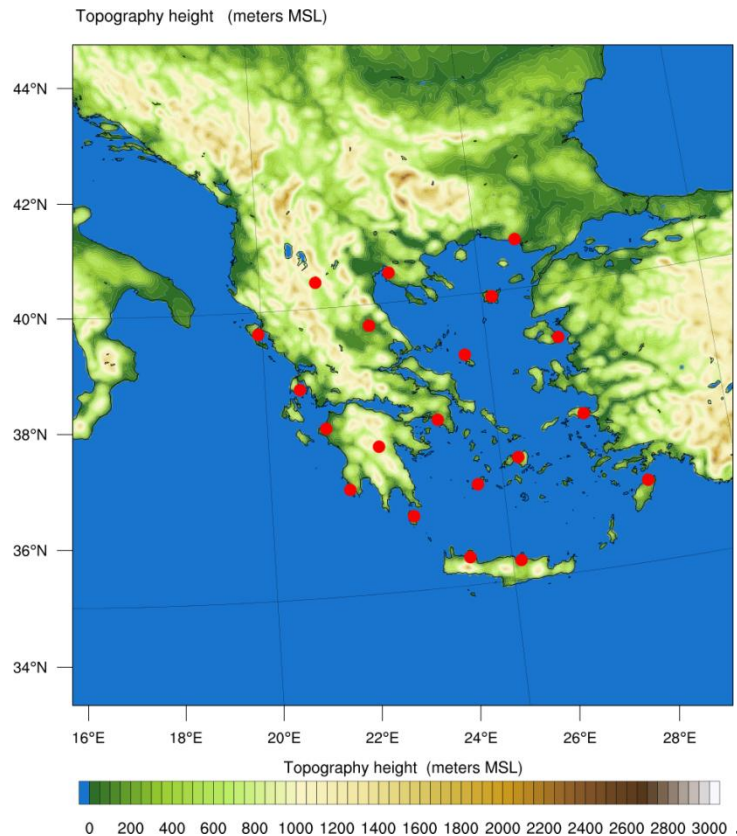 Topography height (meters MSL)
44°N
42°N
40°N
38°N
36°N
34°N
16°E 18°E 20°E 22°E 24°E 26°E 28°E
Topography height (meters MSL)
0 200 400 600 800 1000 1200 1400 1600 1800 2000 2200 2400 2600 2800 3000